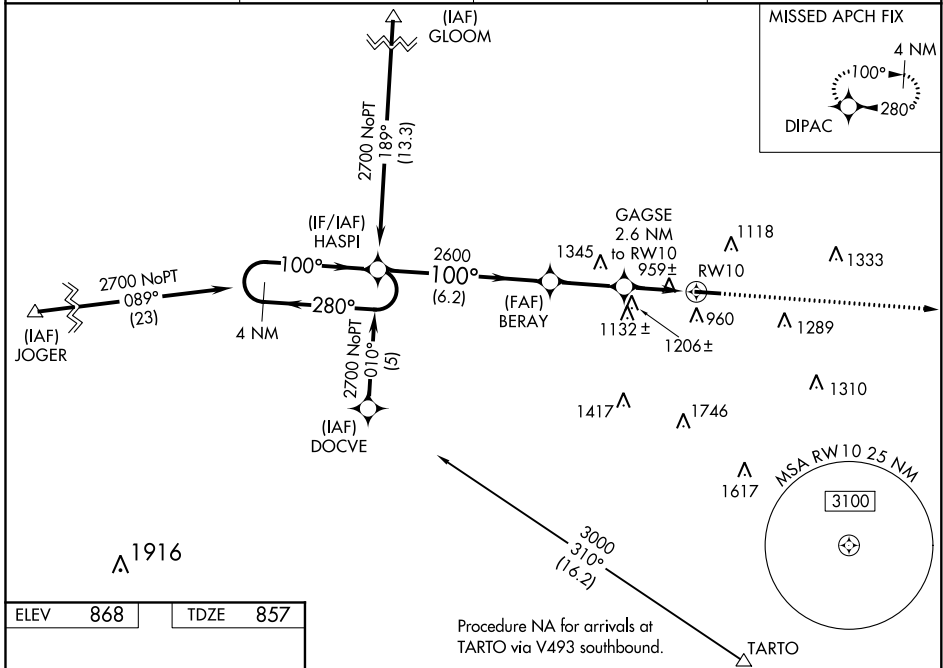 (IAF)
GLOOM
MISSED APCH FIX
4 NM
100°
280°
DIPAC
2700 NoPT
189°
(13.3)
(IF/IAF)
HASPI
2600
100°
(6.2)
GAGSE
2.6 NM
to RW10
1345
959±
1118
RW10
1333
2700 NoPT
089°
(23)
(IAF)
JOGER
100°
280°
4 NM
(FAF)
BERAY
1132±
1206±
960
1289
2700 NoPT
010°
(5)
(IAF)
DOCVE
1310
1417
1746
1617
MSA RW10 25 NM
3100
3000
310°
(16.2)
1916
ELEV 868
TDZE 857
Procedure NA for arrivals at
TARTO via V493 southbound.
TARTO